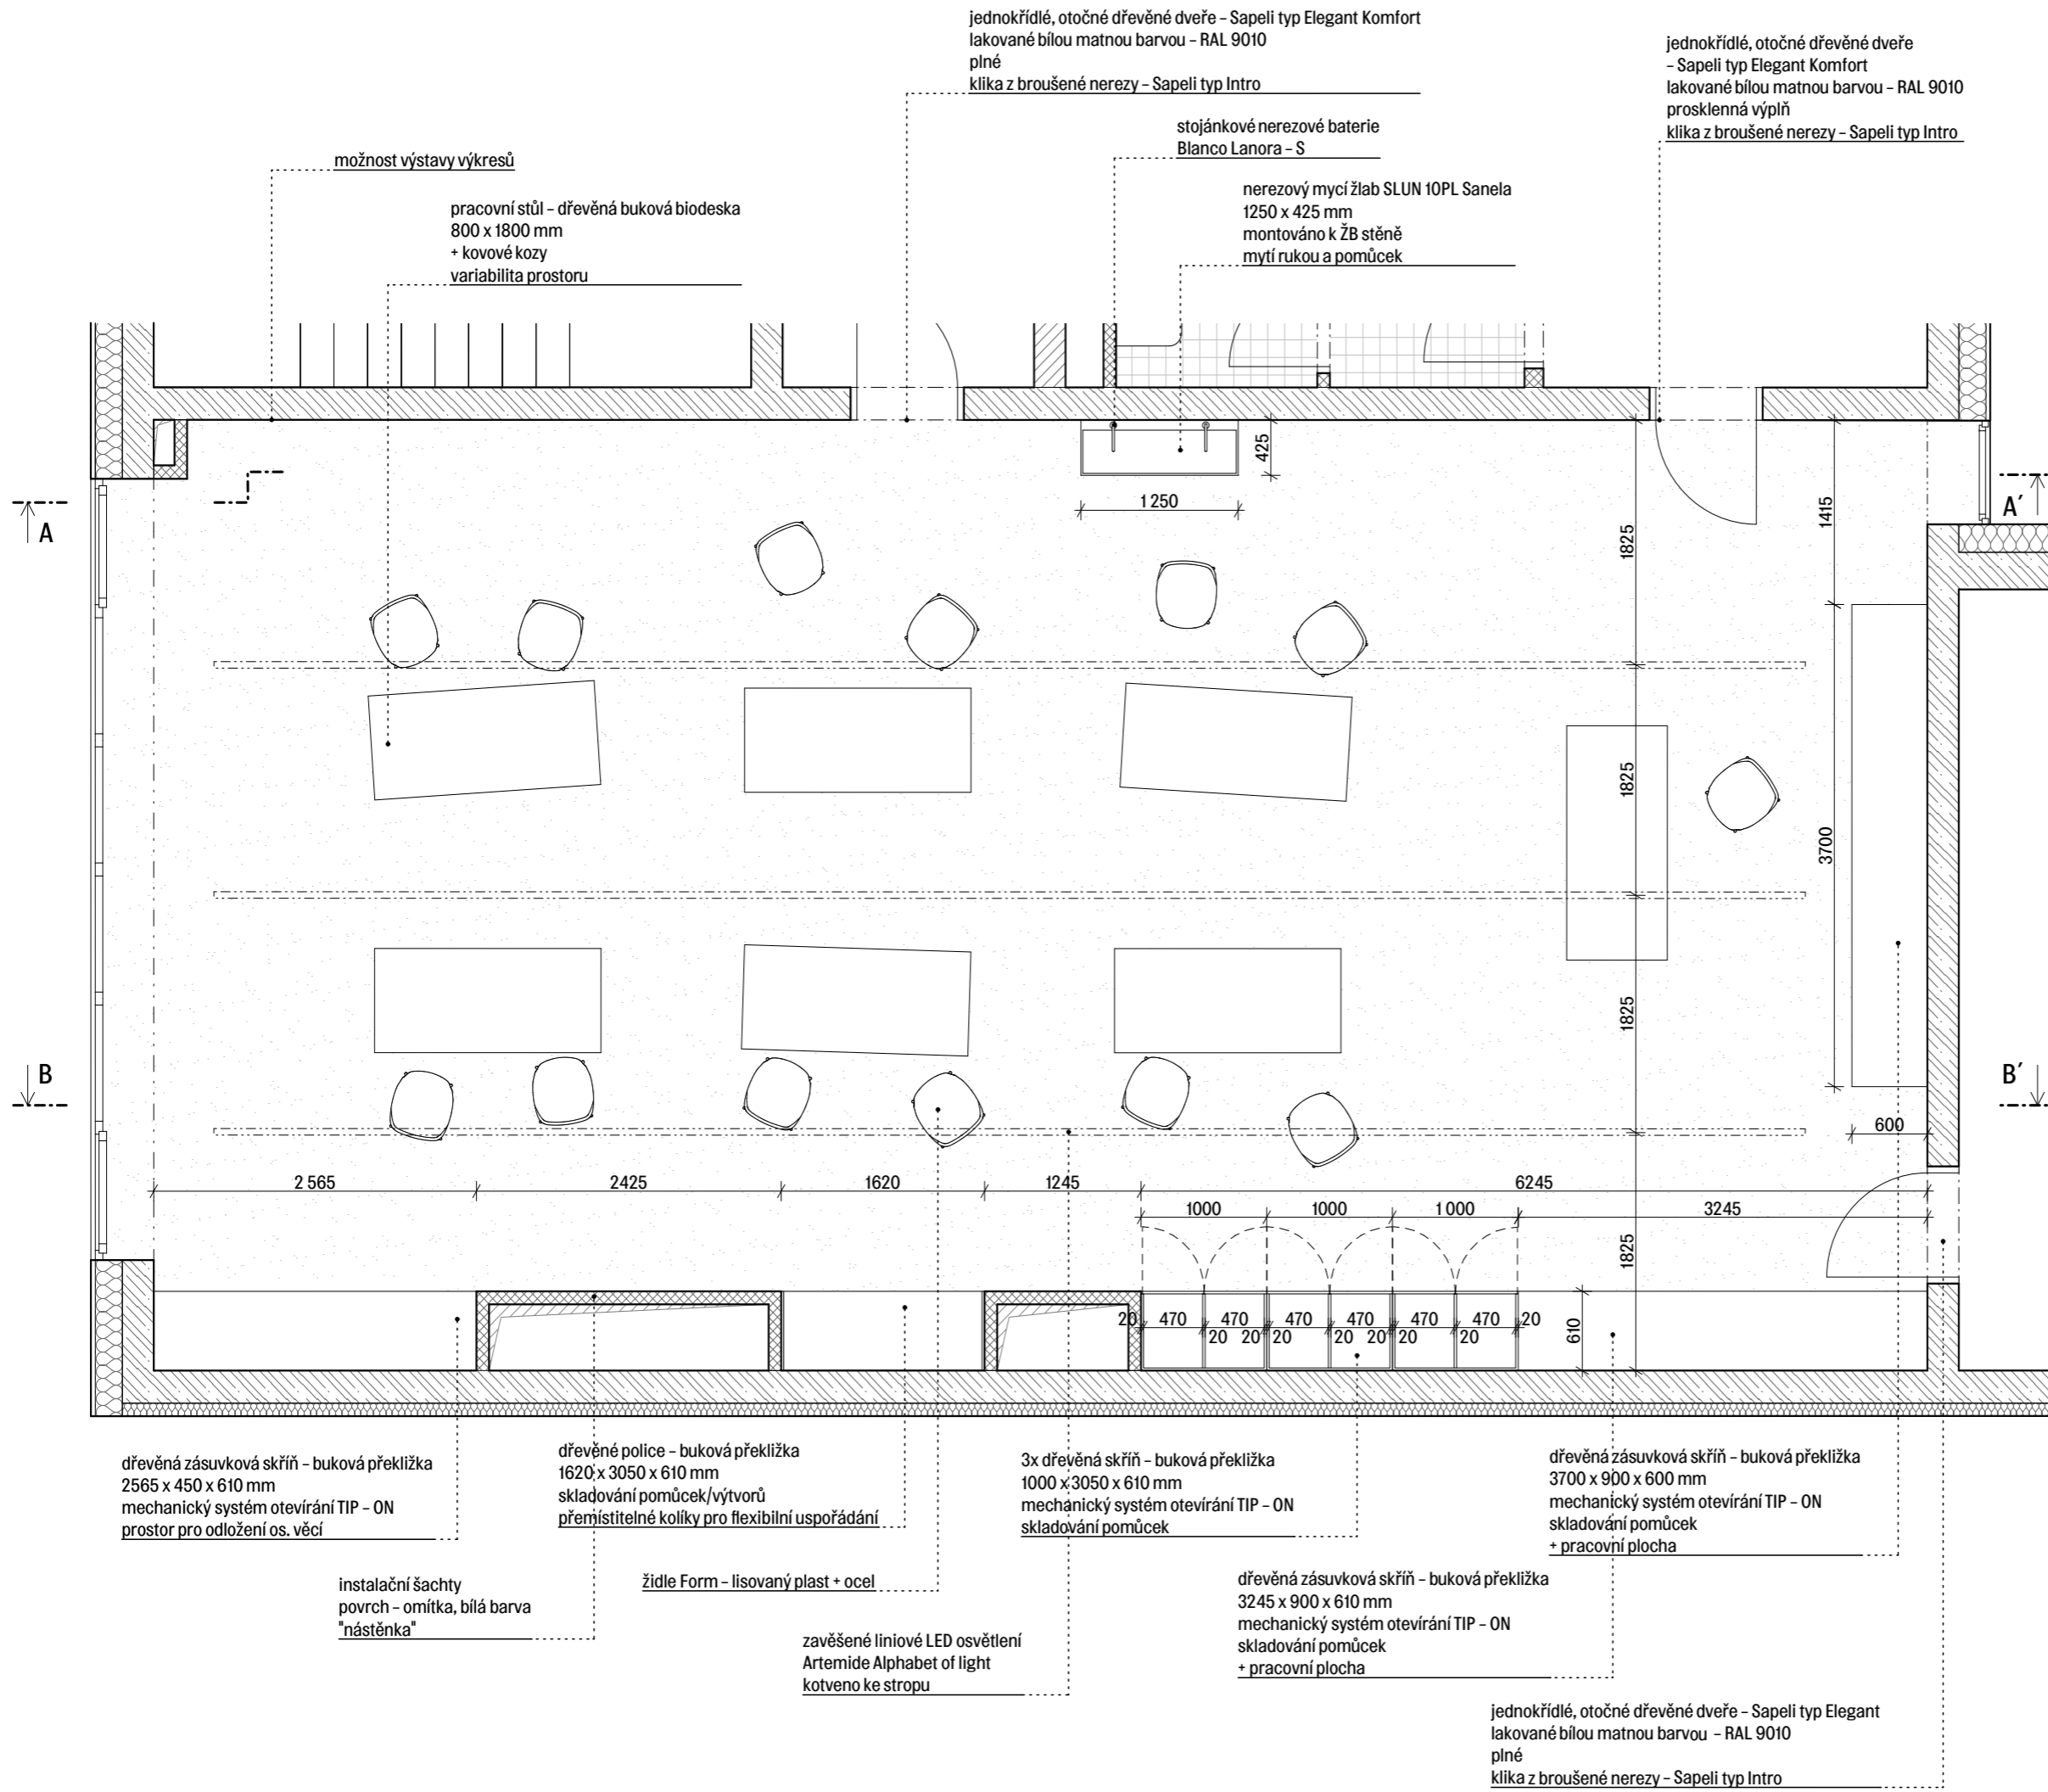 jednokřídlé, otočné dřevěné dveře – Sapeli typ Elegant Komfort
lakované bílou matnou barvou – RAL 9010
plné
klika z broušené nerezy – Sapeli typ Intro
jednokřídlé, otočné dřevěné dveře
– Sapeli typ Elegant Komfort
lakované bílou matnou barvou – RAL 9010
prosklenná výplň
klika z broušené nerezy – Sapeli typ Intro
stojánkové nerezové baterie
Blanco Lanora – S
možnost výstavy výkresů
nerezový mycí žlab SLUN 10PL Sanela
1250 x 425 mm
montováno k ŽB stěně
mytí rukou a pomůcek
pracovní stůl – dřevěná buková biodeska
800 x 1800 mm
+ kovové kozy
variabilita prostoru
425
1 250
A
A´
1415
1825
1825
3700
1825
B
B´
600
2 565
2425
1620
1245
6245
1000
1000
1 000
3245
1825
20
470
470
470
470
470
470
20
20
20
20
20
20
20
610
dřevěná zásuvková skříň – buková překližka
2565 x 450 x 610 mm
mechanický systém otevírání TIP – ON
prostor pro odložení os. věcí
dřevěné police – buková překližka
1620 x 3050 x 610 mm
skladování pomůcek/výtvorů
přemístitelné kolíky pro flexibilní uspořádání
3x dřevěná skříň – buková překližka
1000 x 3050 x 610 mm
mechanický systém otevírání TIP – ON
skladování pomůcek
dřevěná zásuvková skříň – buková překližka
3700 x 900 x 600 mm
mechanický systém otevírání TIP – ON
skladování pomůcek
+ pracovní plocha
instalační šachty
povrch – omítka, bílá barva
"nástěnka"
židle Form – lisovaný plast + ocel
dřevěná zásuvková skříň – buková překližka
3245 x 900 x 610 mm
mechanický systém otevírání TIP – ON
skladování pomůcek
+ pracovní plocha
zavěšené liniové LED osvětlení
Artemide Alphabet of light
kotveno ke stropu
jednokřídlé, otočné dřevěné dveře – Sapeli typ Elegant
lakované bílou matnou barvou – RAL 9010
plné
klika z broušené nerezy – Sapeli typ Intro